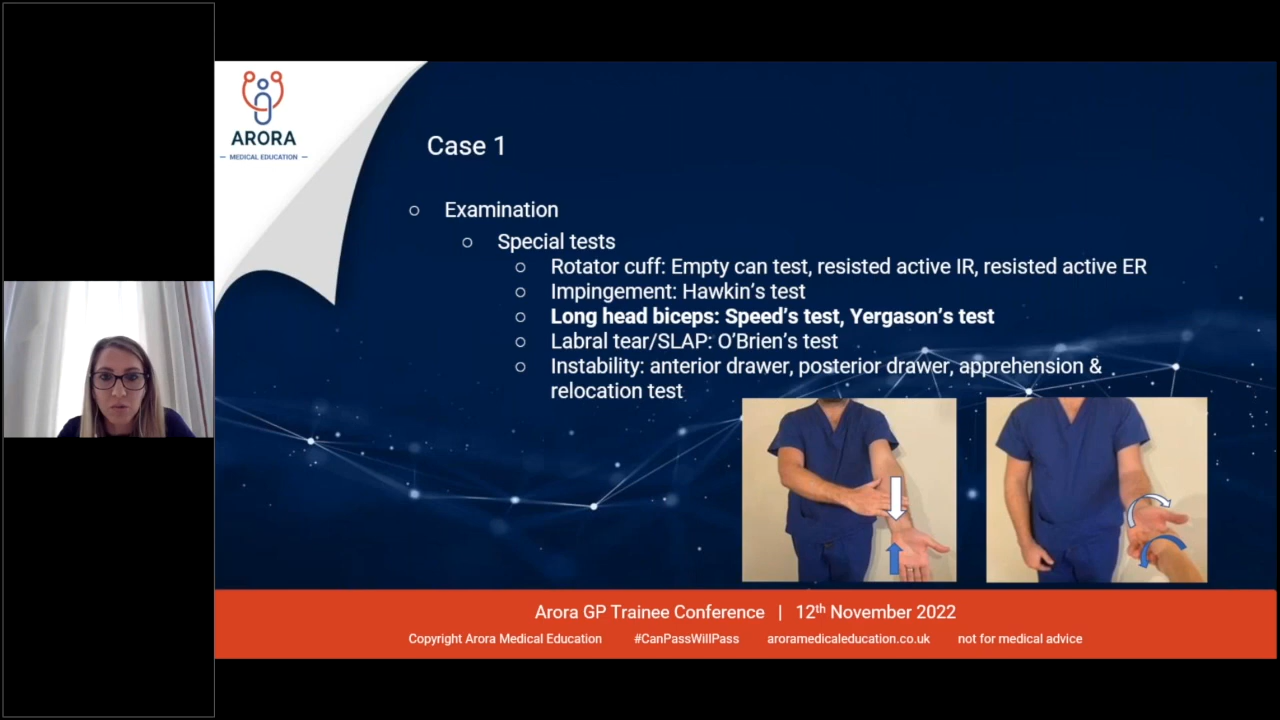 ARORA
MEDICAL EDUCATION
Case 1
Examination
Special tests
Rotator cuff: Empty can test, resisted active IR, resisted active ER
Impingement: Hawkin's test
Long head biceps: Speed's test, Yergason's test
Labral tear/SLAP: O'Brien's test
Instability: anterior drawer, posterior drawer, apprehension &
relocation test
Arora GP Trainee Conference | 12th November 2022
Copyright Arora Medical Education #CanPassWillPass aroramedicaleducation.co.uk not for medical advice